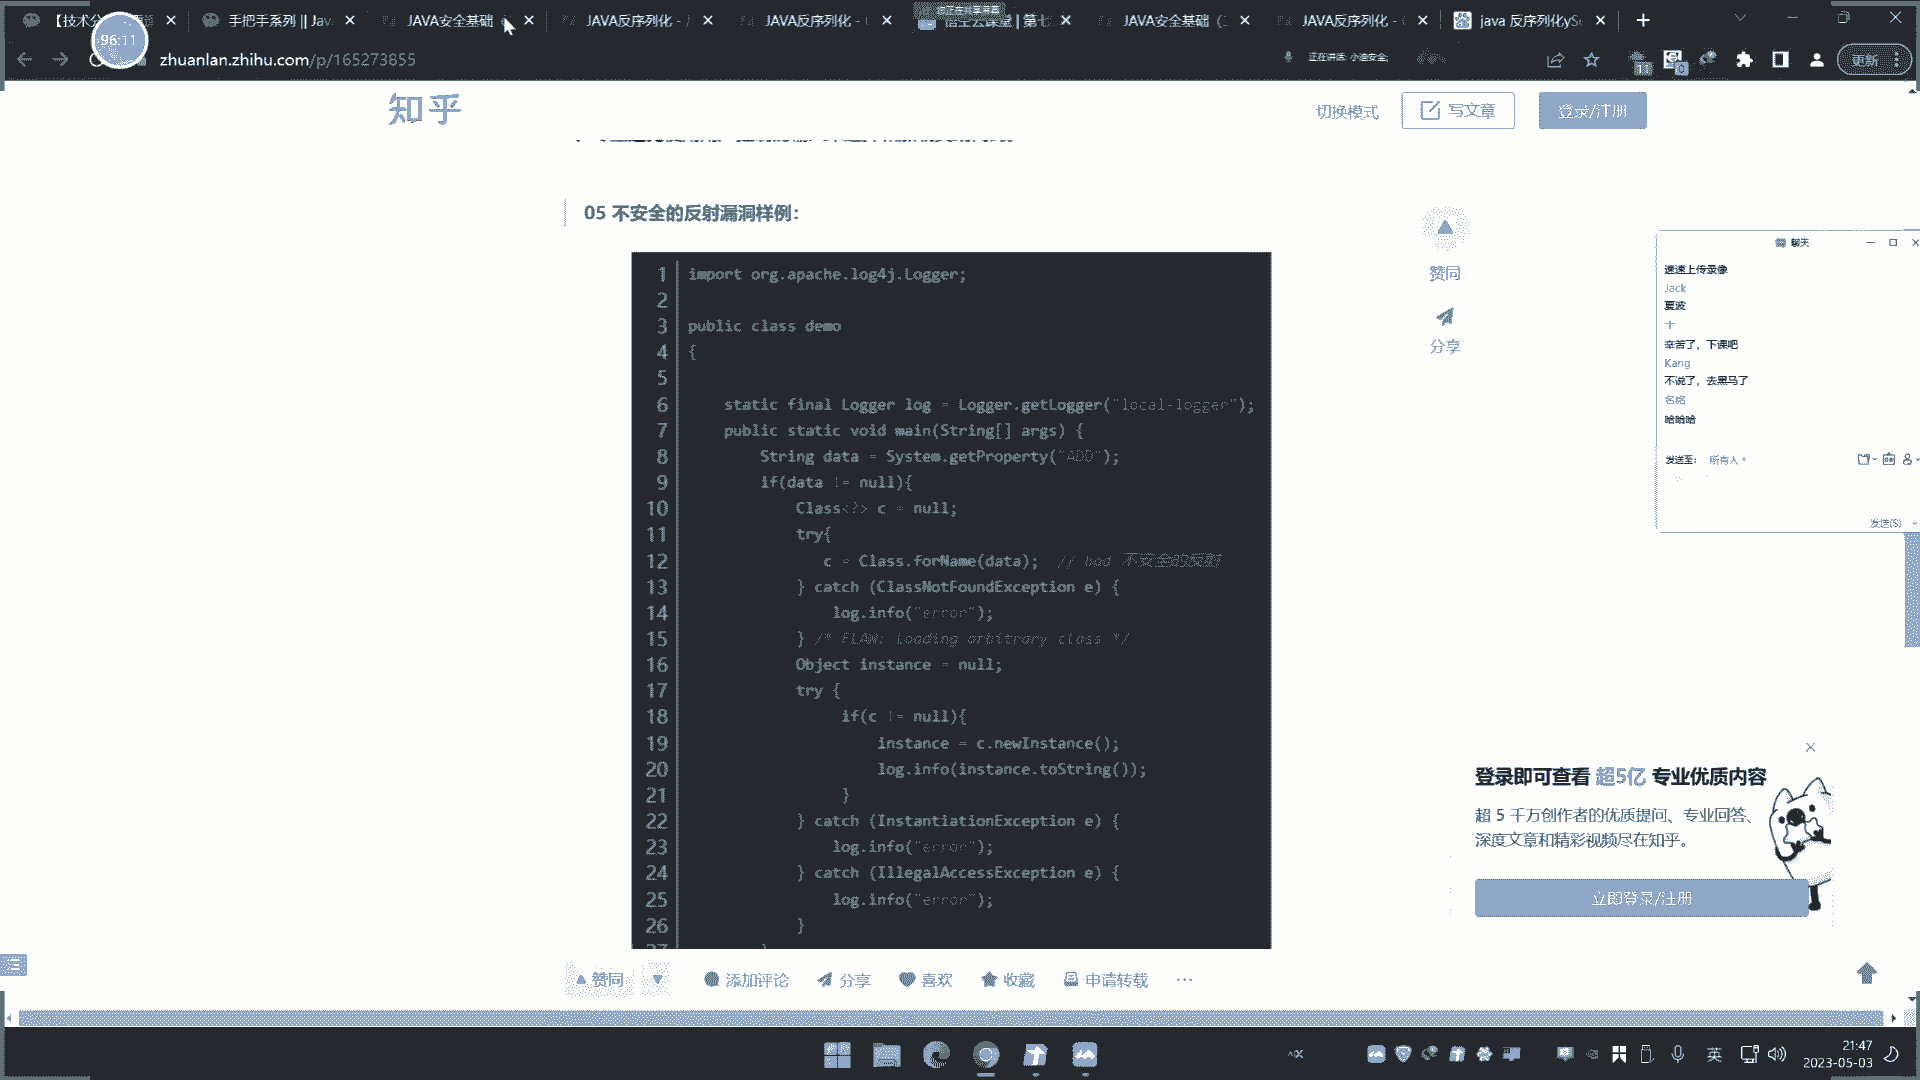 手把手系列 || Jav
JAVA安全基础
JAVA反序列化 -
JAVA反序列化 -
JAVA安全基础
JAVA反序列化 -
java 反序列化ySe
96:11
zhuanlan.zhihu.com/p/165273855
正在讲话: 小迪安全;
更新
知乎
切换模式
写文章
登录/注册
05 不安全的反射漏洞样例:
1 import org.apache.log4j.Logger;
2
3 public class demo
4 {
5
6 static final Logger log = Logger.getLogger("local-logger");
7 public static void main(String[] args) {
8 String data = System.getProperty("ADD");
9 if(data != null){
10 Class<?> c = null;
11 try{
12 c = Class.forName(data); // bad 不安全的反射
13 } catch (ClassNotFoundException e) {
14 log.info("error");
15 } /* FLAW: Loading arbitrary class */
16 Object instance = null;
17 try {
18 if(c != null){
19 instance = c.newInstance();
20 log.info(instance.toString());
21 }
22 } catch (InstantiationException e) {
23 log.info("error");
24 } catch (IllegalAccessException e) {
25 log.info("error");
26 }
赞同
分享
聊天
速速上传录像
Jack
夏波
十
辛苦了，下课吧
Kang
不说了，去黑马了
名铭
哈哈哈
发送至: 所有人
发送(S)
登录即可查看 超5亿 专业优质内容
超 5 千万创作者的优质提问、专业回答、
深度文章和精彩视频尽在知乎。
立即登录/注册
赞同 添加评论 分享 喜欢 收藏 申请转载 ···
英
21:47
2023-05-03